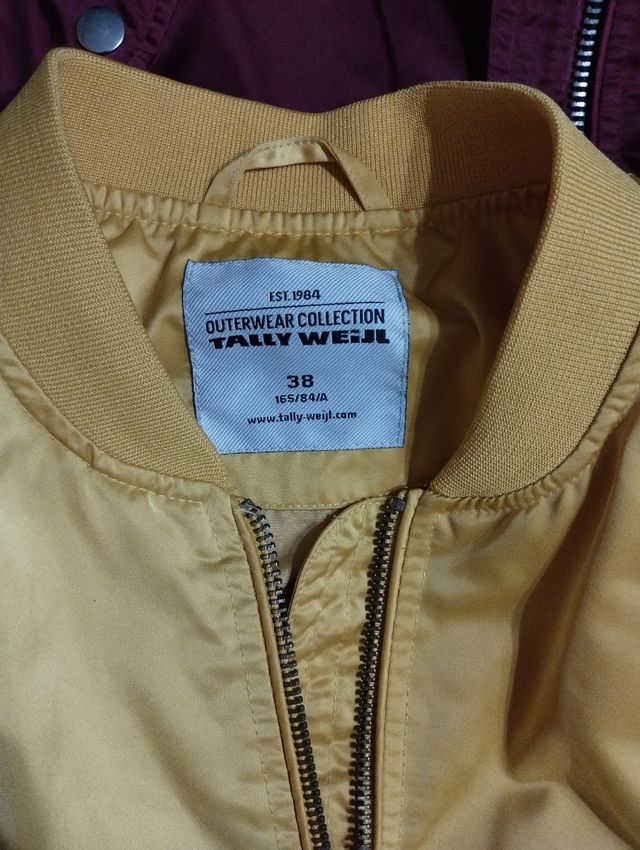 EST.1984
OUTERWEAR COLLECTION
TALLY WEiJL
38
165/84/A
www.tally-weijl.com